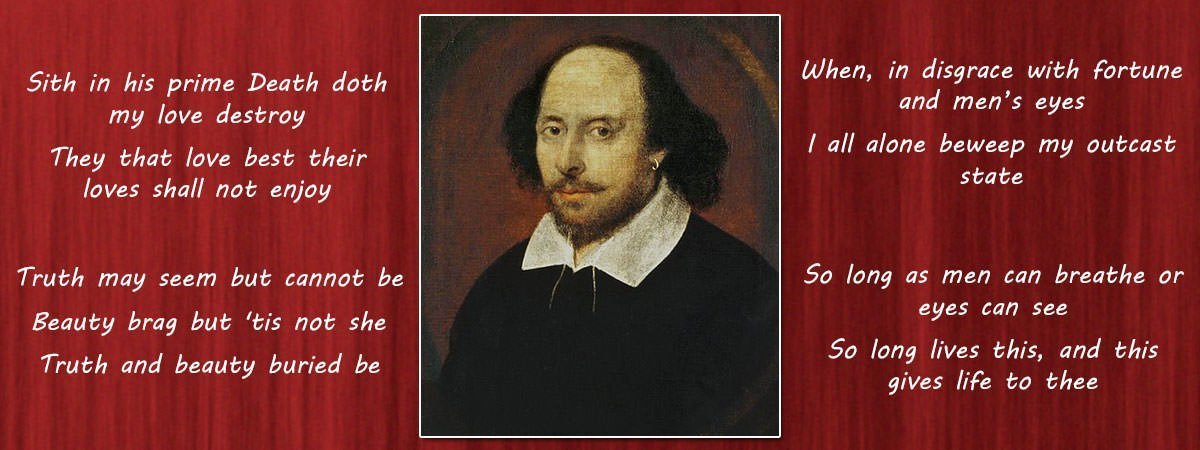 Sith in his prime Death doth
my love destroy
They that love best their
loves shall not enjoy
Truth may seem but cannot be
Beauty brag but ‘tis not she
Truth and beauty buried be
When, in disgrace with fortune
and men’s eyes
I all alone beweep my outcast
state
So long as men can breathe or
eyes can see
So long lives this, and this
gives life to thee